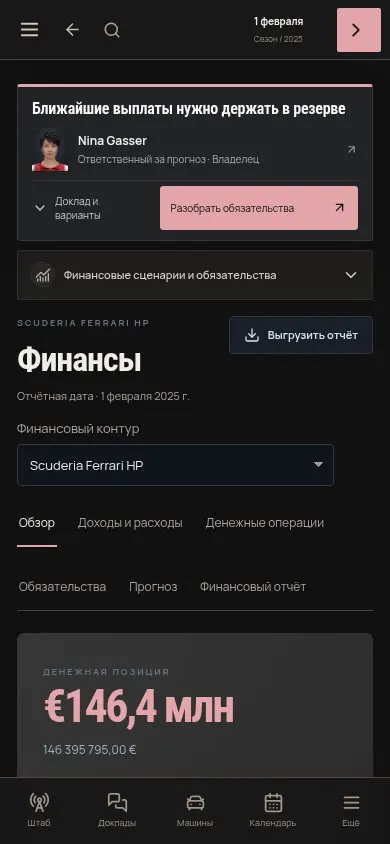 1 февраля
Сезон / 2025
Ближайшие выплаты нужно держать в резерве
Nina Gasser
Ответственный за прогноз · Владелец
Доклад и
варианты
Разобрать обязательства
Финансовые сценарии и обязательства
SCUDERIA FERRARI HP
Финансы
Выгрузить отчёт
Отчётная дата · 1 февраля 2025 г.
Финансовый контур
Scuderia Ferrari HP
Обзор
Доходы и расходы
Денежные операции
Обязательства
Прогноз
Финансовый отчёт
ДЕНЕЖНАЯ ПОЗИЦИЯ
€146,4 млн
146 395 795,00 €
Штаб
Доклады
Машины
Календарь
Ещё